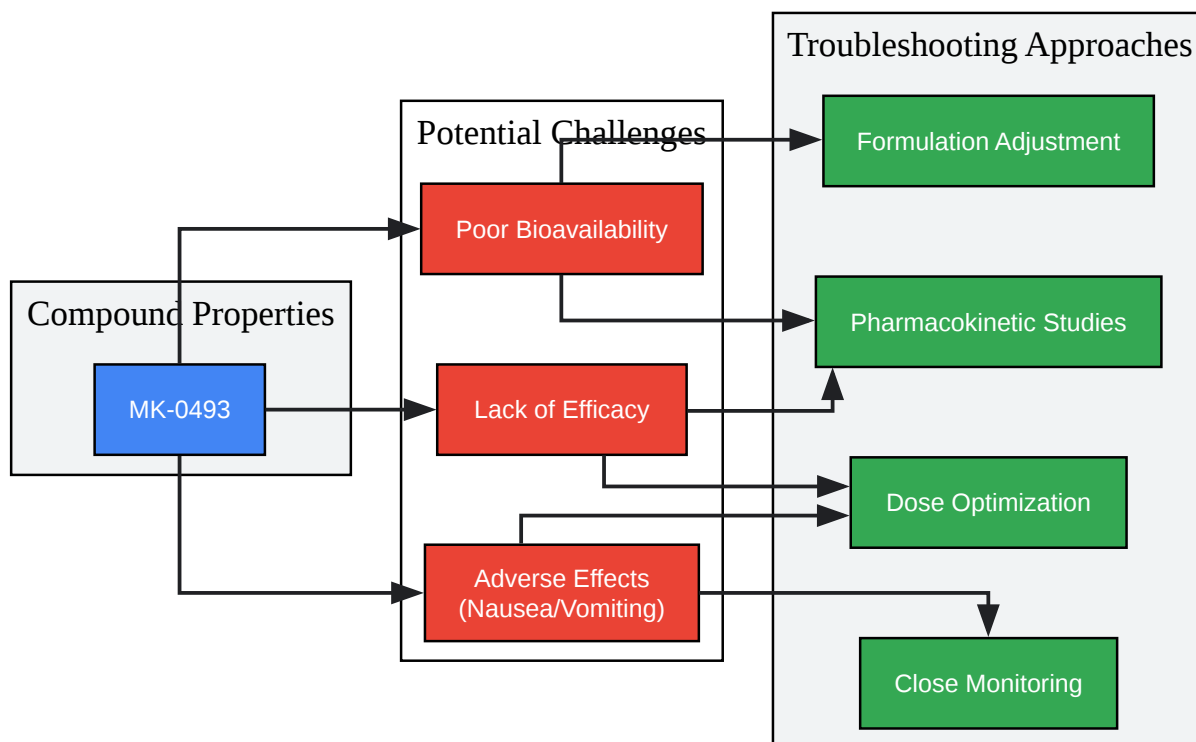 Compound Properties
MK-0493
Potential Challenges
Poor Bioavailability
Lack of Efficacy
Adverse Effects
(Nausea/Vomiting)
Troubleshooting Approaches
Formulation Adjustment
Pharmacokinetic Studies
Dose Optimization
Close Monitoring